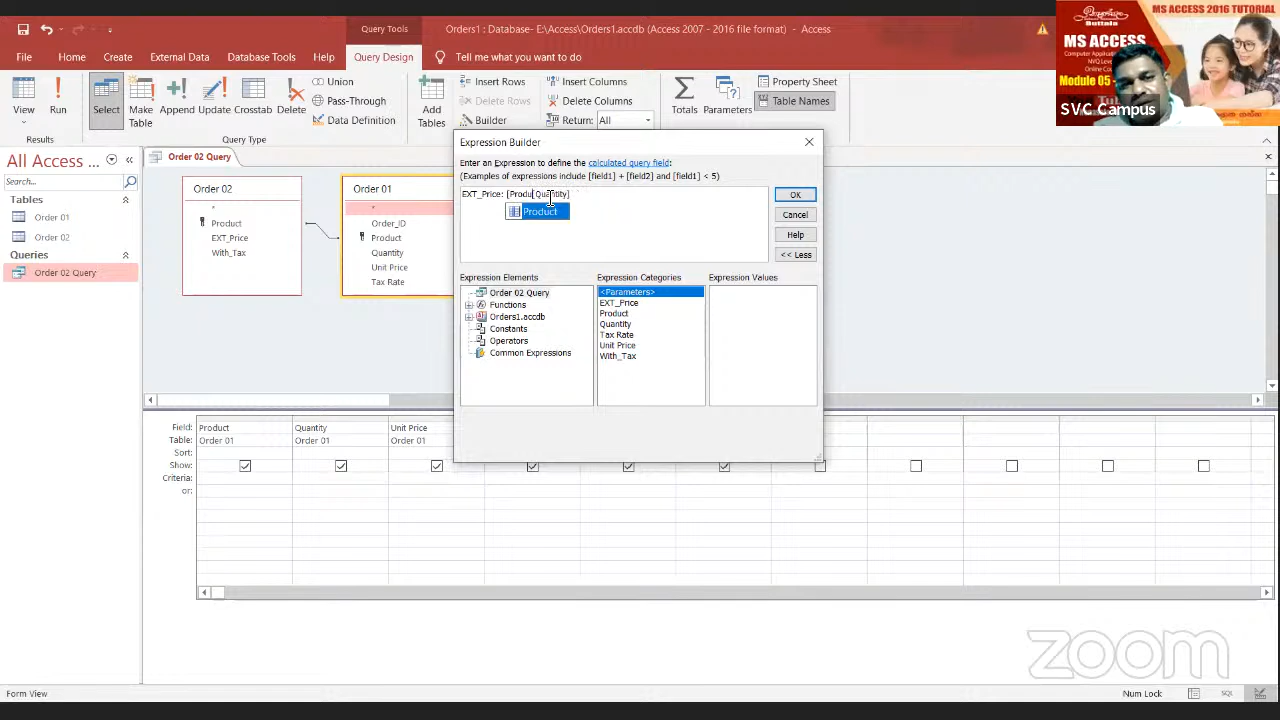 Query Tools
Orders1 : Database- E:\Access\Orders1.accdb (Access 2007 - 2016 file format) - Access
File
Home
Create
External Data
Database Tools
Help
Query Design
Tell me what you want to do
View
Run
Select
Make Table
Append
Update
Crosstab
Delete
Union
Pass-Through
Data Definition
Add Tables
Insert Rows
Delete Rows
Builder
Insert Columns
Delete Columns
Return: All
Totals
Parameters
Property Sheet
Table Names
Results
Query Type
MS ACCESS 2016 TUTORIAL
MS ACCESS
Module 05
SVC Campus
All Access ...
Search...
Tables
Order 01
Order 02
Queries
Order 02 Query
Order 02 Query
Order 02
*
Product
EXT_Price
With_Tax
Order 01
*
Order_ID
Product
Quantity
Unit Price
Tax Rate
Expression Builder
Enter an Expression to define the calculated query field:
(Examples of expressions include [field1] + [field2] and [field1] < 5)
EXT_Price: [Produ[Quantity]
Product
OK
Cancel
Help
<< Less
Expression Elements
Order 02 Query
Functions
Orders1.accdb
Constants
Operators
Common Expressions
Expression Categories
<Parameters>
EXT_Price
Product
Quantity
Tax Rate
Unit Price
With_Tax
Expression Values
Field: Product Quantity Unit Price
Table: Order 01 Order 01 Order 01
Sort:
Show:
Criteria:
or:
zoom
Form View
Num Lock
SQL